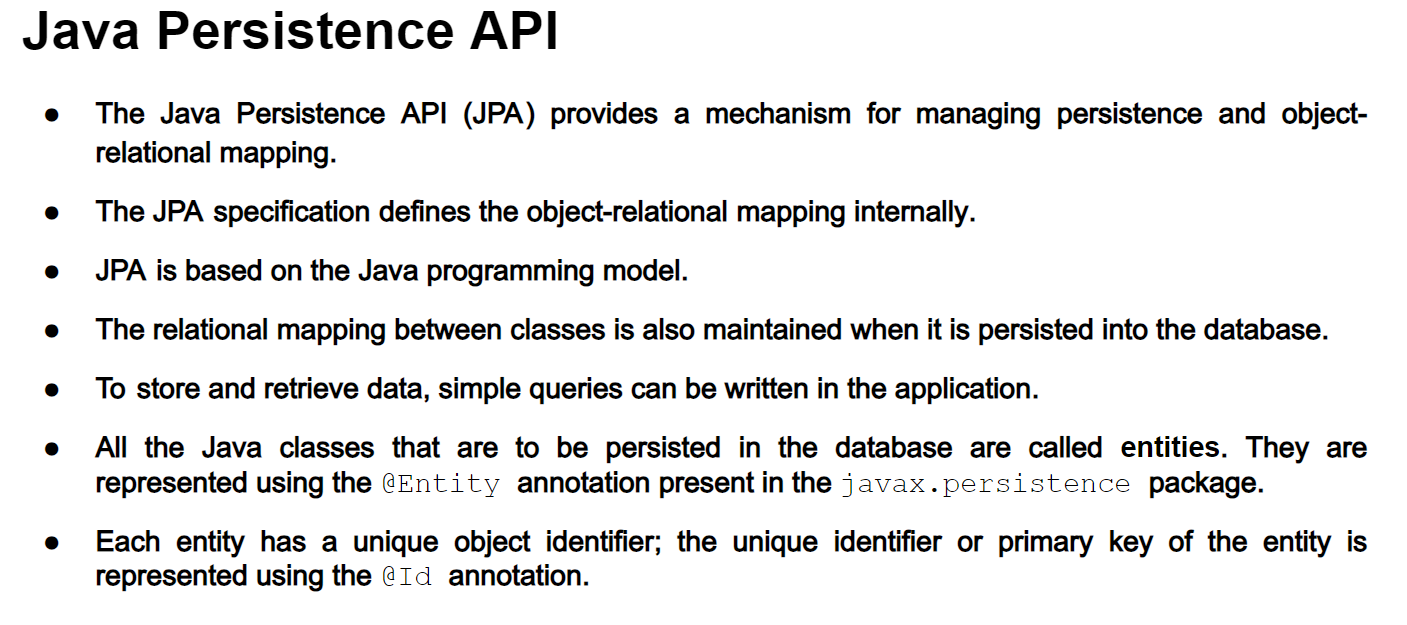 Java Persistence API
● The Java Persistence API (JPA) provides a mechanism for managing persistence and object-
relational mapping.
● The JPA specification defines the object-relational mapping internally.
● JPA is based on the Java programming model.
● The relational mapping between classes is also maintained when it is persisted into the database.
● To store and retrieve data, simple queries can be written in the application.
● All the Java classes that are to be persisted in the database are called entities. They are
represented using the @Entity annotation present in the javax.persistence package.
● Each entity has a unique object identifier; the unique identifier or primary key of the entity is
represented using the @Id annotation.